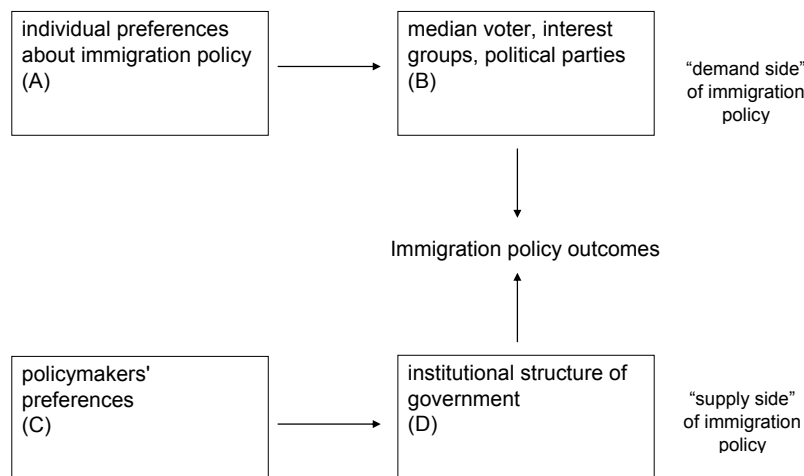 individual preferences
about immigration policy
(A)
median voter, interest
groups, political parties
(B)
“demand side”
of immigration
policy
Immigration policy outcomes
policymakers'
preferences
(C)
institutional structure of
government
(D)
“supply side”
of immigration
policy